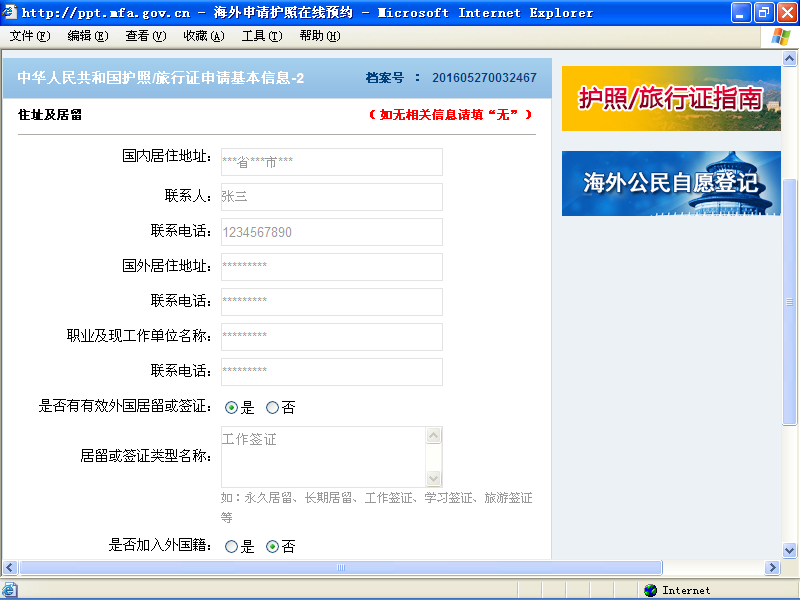 http://ppt.mfa.gov.cn - 海外申请护照在线预约 - Microsoft Internet Explorer
文件(F) 编辑(E) 查看(V) 收藏(A) 工具(T) 帮助(H)
中华人民共和国护照/旅行证申请基本信息-2 档案号 : 201605270032467
住址及居留 (如无相关信息请填“无”)
国内居住地址: ***省***市***
联系人: 张三
联系电话: 1234567890
国外居住地址: *********
联系电话: *********
职业及现工作单位名称: *********
联系电话: *********
是否有有效外国居留或签证: 是 否
居留或签证类型名称: 工作签证
如:永久居留、长期居留、工作签证、学习签证、旅游签证
等
是否加入外国籍: 是 否
护照/旅行证指南
海外公民自愿登记
Internet